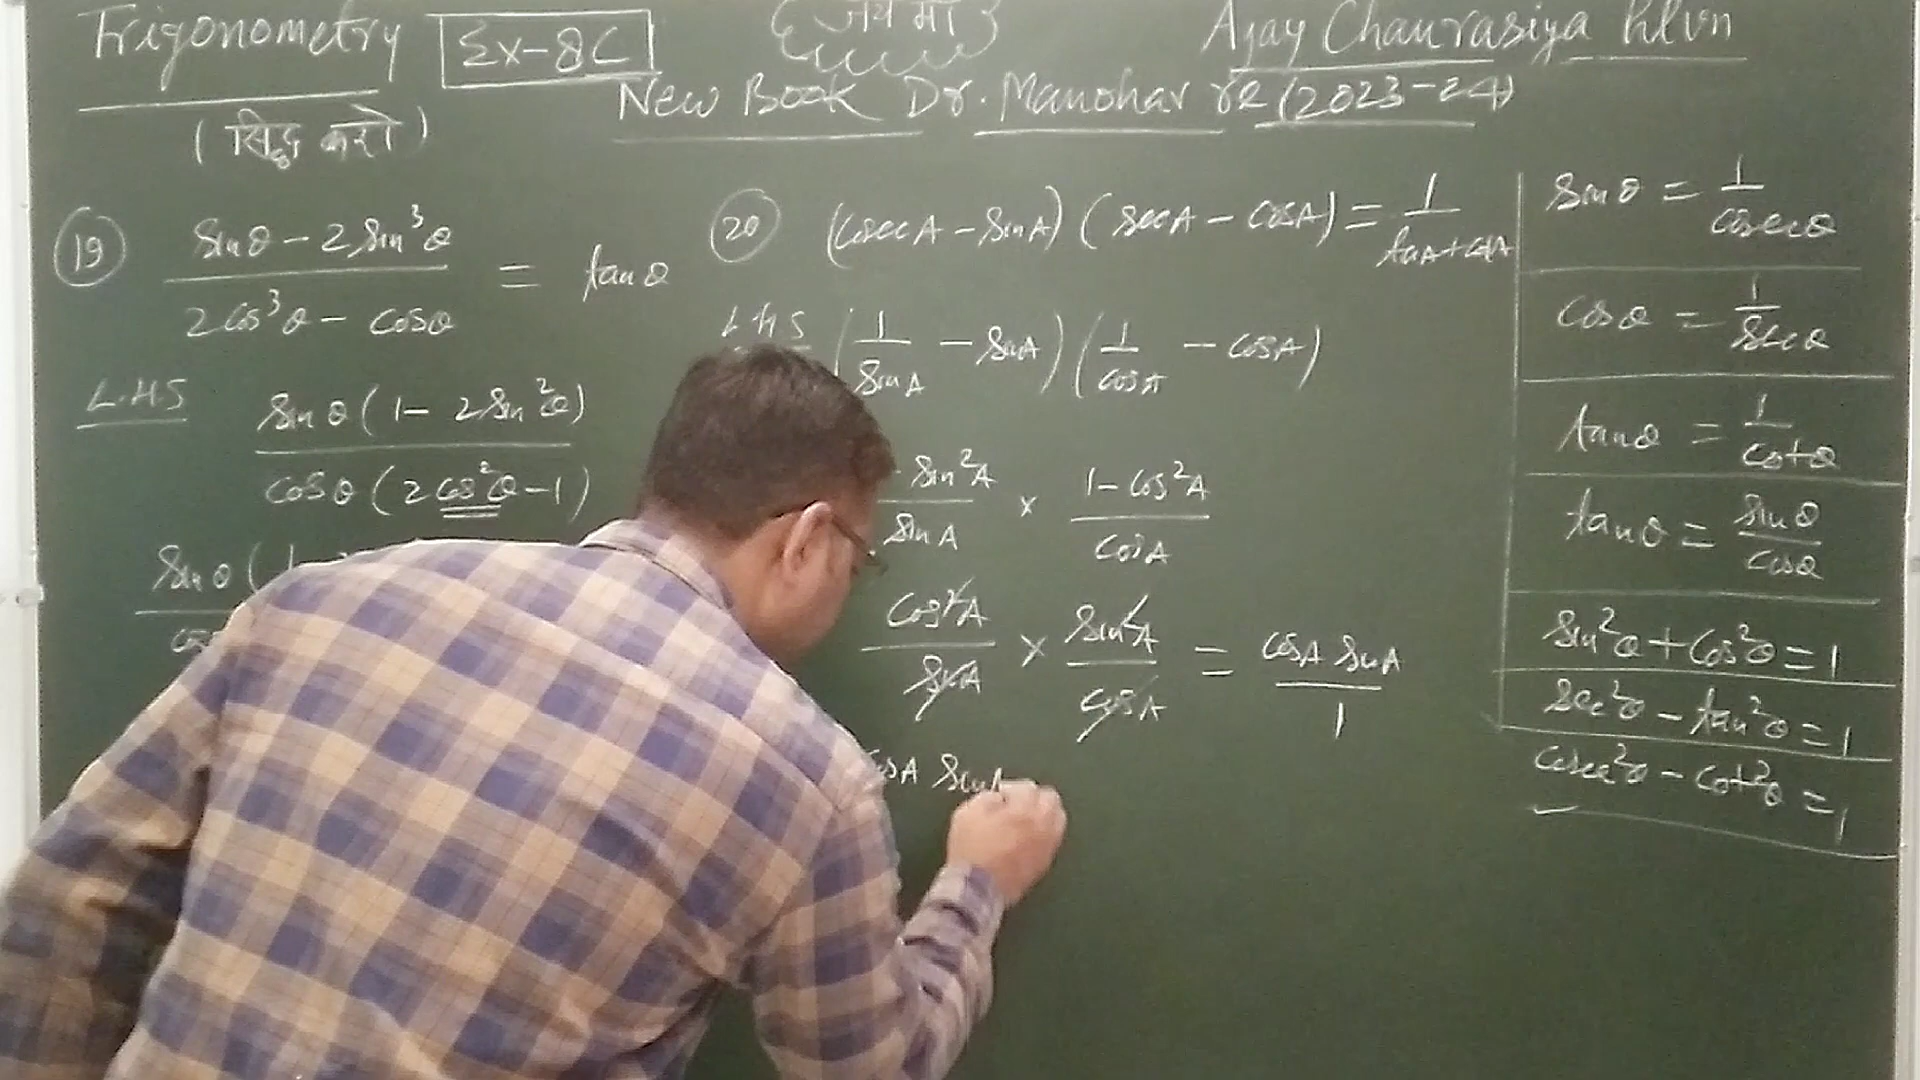 Trigonometry Ex-8C
जय माँ
Ajay Chaurasiya
New Book Dr. Manohar re (2023-24)
(सिद्ध करो)
(19) (sinθ - 2sin³θ)/(2cos³θ - cosθ) = tanθ
L.H.S (sinθ(1 - 2sin²θ))/(cosθ(2cos²θ-1))
sinθ (1
(20) (cosecA - sinA)(secA - cosA) = 1/(tanA+cotA)
L.H.S (1/sinA - sinA)(1/cosA - cosA)
- sin²A/sinA × (1-cos²A)/cosA
cos²A/sinA × sin²A/cosA = cosA sinA/1
cosA sinA
sinθ = 1/cosecθ
cosθ = 1/secθ
tanθ = 1/cotθ
tanθ = sinθ/cosθ
sin²θ+cos²θ=1
sec²θ - tan²θ=1
cosec²θ - cot²θ=1